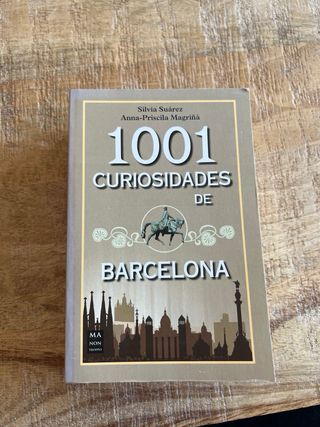 Silvia Suárez
Anna-Priscila Magriñà
1001
CURIOSIDADES
DE
BARCELONA
MA
NON
TROPPO